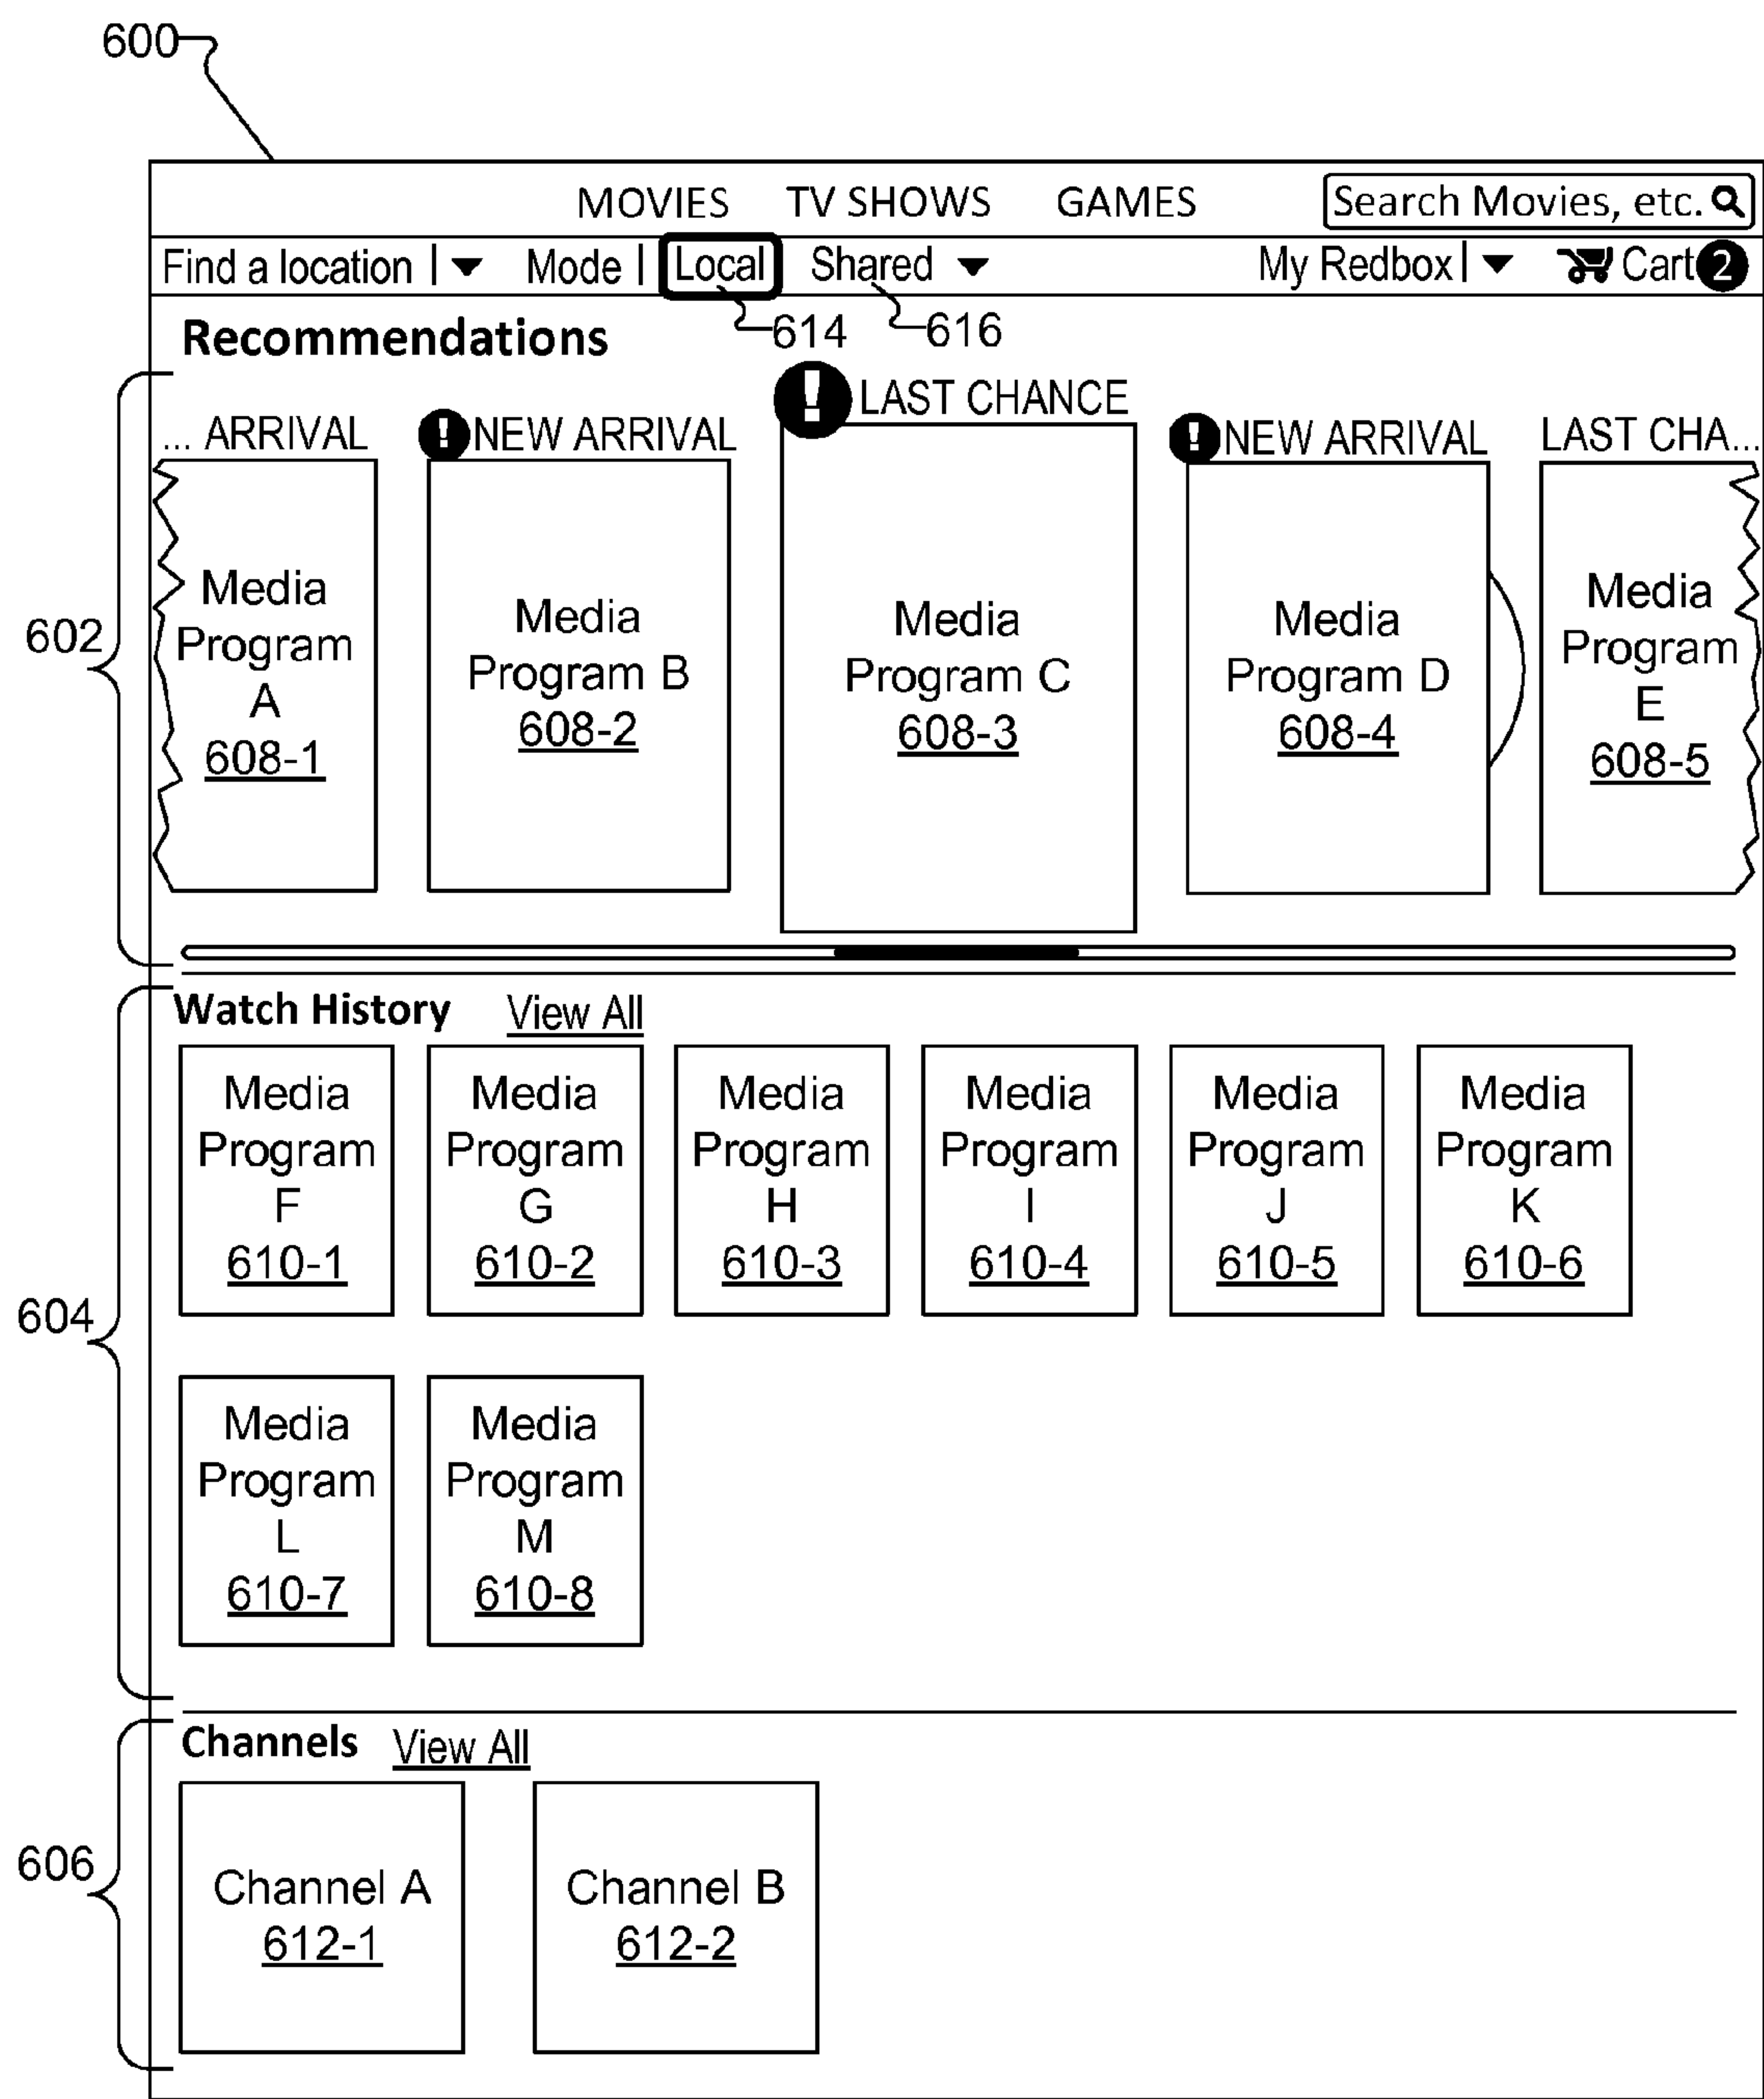 600
MOVIES TV SHOWS GAMES Search Movies, etc.
Find a location | Mode | Local Shared My Redbox | Cart 2
614 616
Recommendations
! LAST CHANCE
... ARRIVAL ! NEW ARRIVAL ! NEW ARRIVAL LAST CHA...
602
Media
Program
A
608-1
Media
Program B
608-2
Media
Program C
608-3
Media
Program D
608-4
Media
Program
E
608-5
604
Watch History View All
Media
Program
F
610-1
Media
Program
G
610-2
Media
Program
H
610-3
Media
Program
I
610-4
Media
Program
J
610-5
Media
Program
K
610-6
Media
Program
L
610-7
Media
Program
M
610-8
606
Channels View All
Channel A
612-1
Channel B
612-2